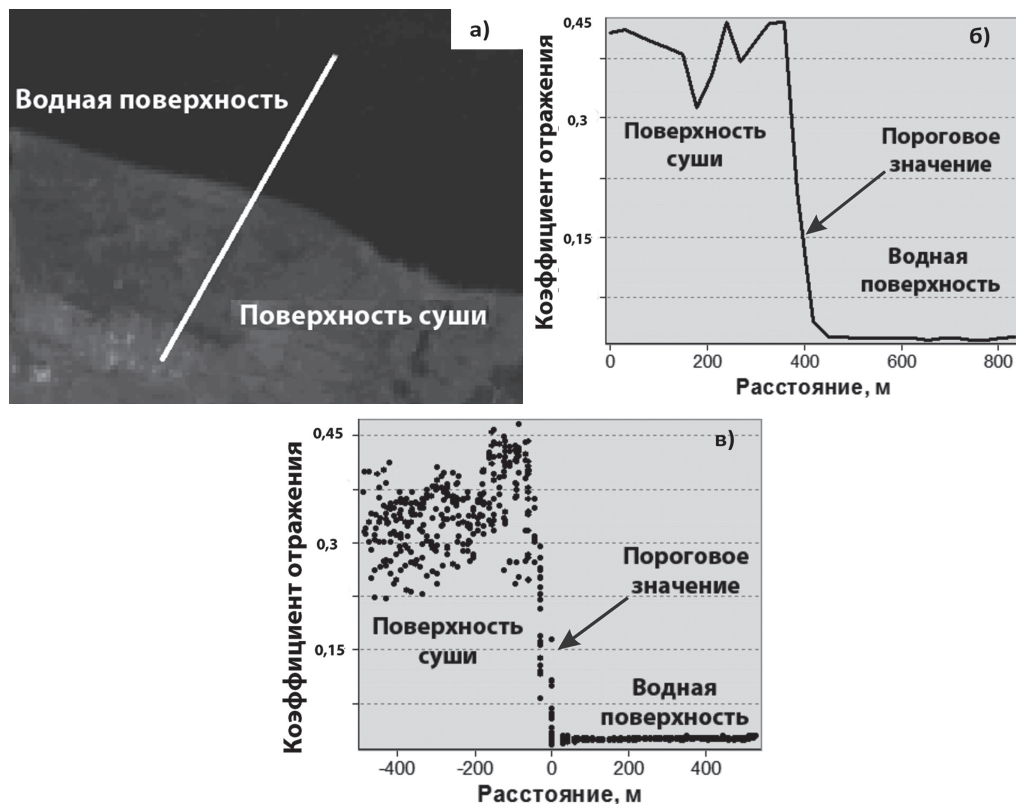 а)
Водная поверхность
Поверхность суши
б)
Коэффициент отражения
0,45
0,3
0,15
Поверхность
суши
Пороговое
значение
Водная
поверхность
0
200
400
600
800
Расстояние, м
в)
Коэффициент отражения
0,45
0,3
0,15
Пороговое
значение
Поверхность
суши
Водная
поверхность
-400
-200
0
200
400
Расстояние, м